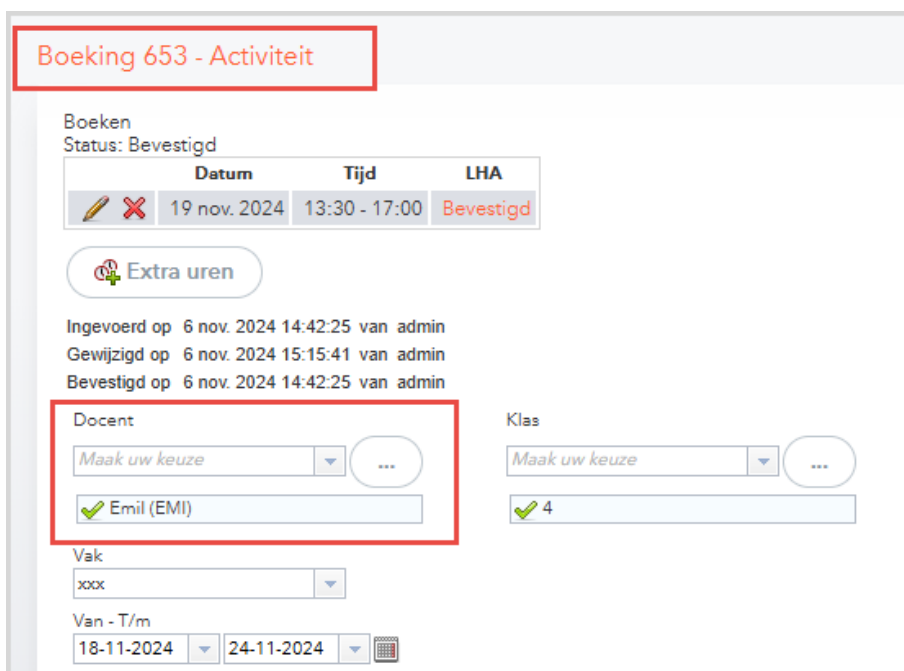 Boeking 653 - Activiteit
Boeken
Status: Bevestigd
Datum Tijd LHA
19 nov. 2024 13:30 - 17:00 Bevestigd
Extra uren
Ingevoerd op 6 nov. 2024 14:42:25 van admin
Gewijzigd op 6 nov. 2024 15:15:41 van admin
Bevestigd op 6 nov. 2024 14:42:25 van admin
Docent Klas
Maak uw keuze ... Maak uw keuze ...
Emil (EMI) 4
Vak
xxx
Van - T/m
18-11-2024 24-11-2024